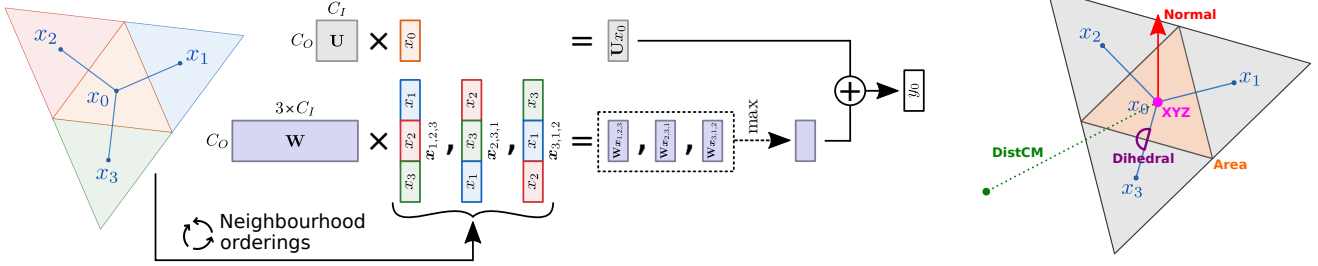 x₂
x₁
x₀
x₃
C_I
C_O
U
×
x₀
=
Ux₀
3×C_I
C_O
W
×
x₁
x₂
x₃
x₁,₂,₃
,
x₂
x₃
x₁
x₂,₃,₁
,
x₃
x₁
x₂
x₃,₁,₂
=
Wx₁,₂,₃
,
Wx₂,₃,₁
,
Wx₃,₁,₂
max
+
y₀
Neighbourhood
orderings
Normal
x₂
x₁
x₀
XYZ
DistCM
Dihedral
Area
x₃